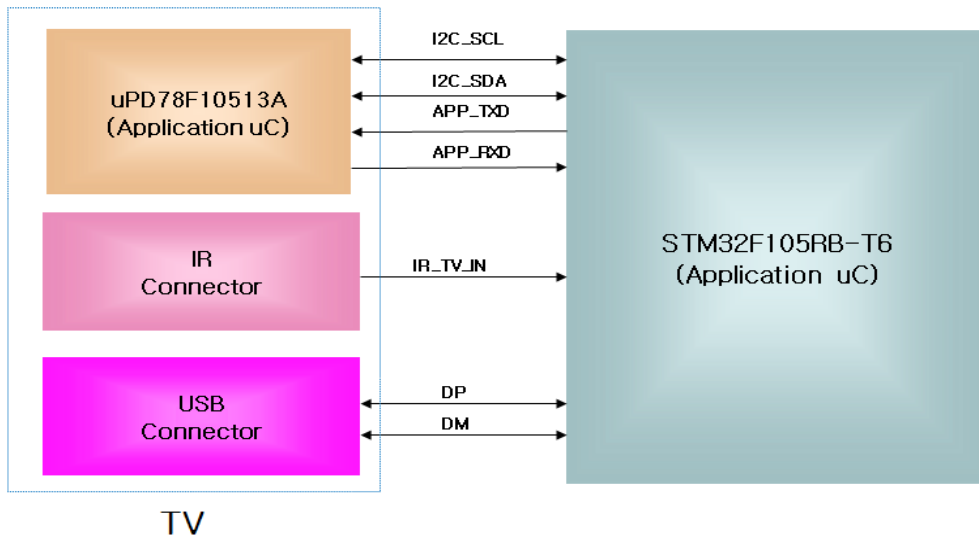 I2C_SCL
I2C_SDA
uPD78F10513A
(Application uC)
APP_TXD
APP_RXD
STM32F105RB-T6
(Application uC)
IR
Connector
IR_TV_IN
USB
Connector
DP
DM
TV